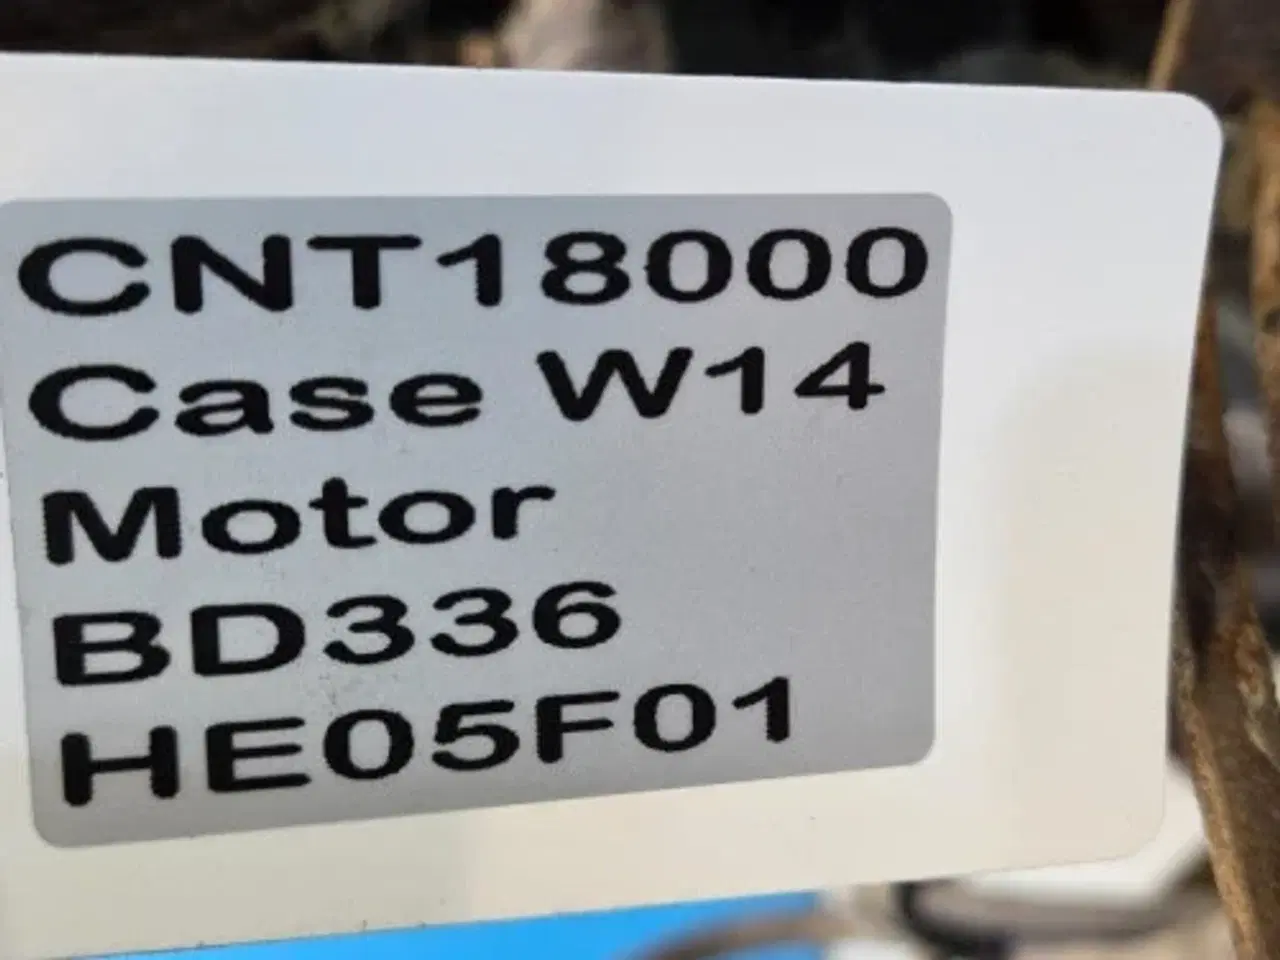 CNT18000
Case W14
Motor
BD336
HE05F01